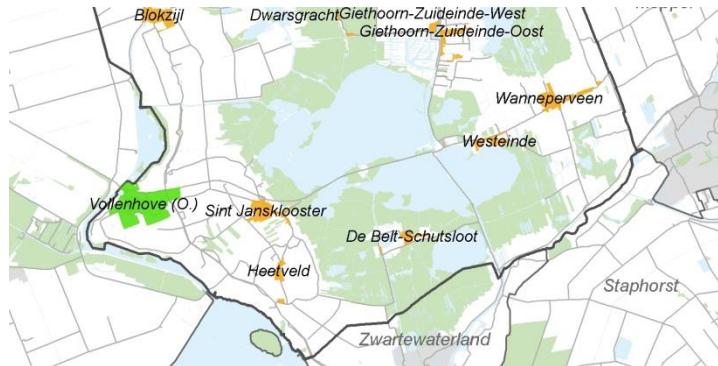 Blokzijl
Dwarsgracht
Giethoorn-Zuideinde-West
Giethoorn-Zuideinde-Oost
Wanneperveen
Westeinde
Vollenhove (O.)
Sint Jansklooster
De Belt-Schutsloot
Heetveld
Staphorst
Zwartewaterland